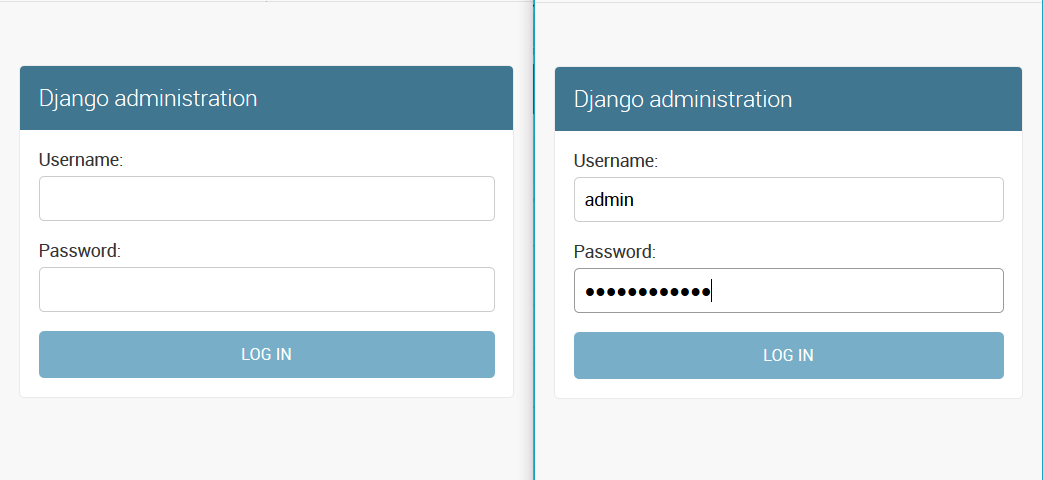 Django administration
Username:
Password:
LOG IN
Django administration
Username:
admin
Password:
●●●●●●●●●●●●
LOG IN